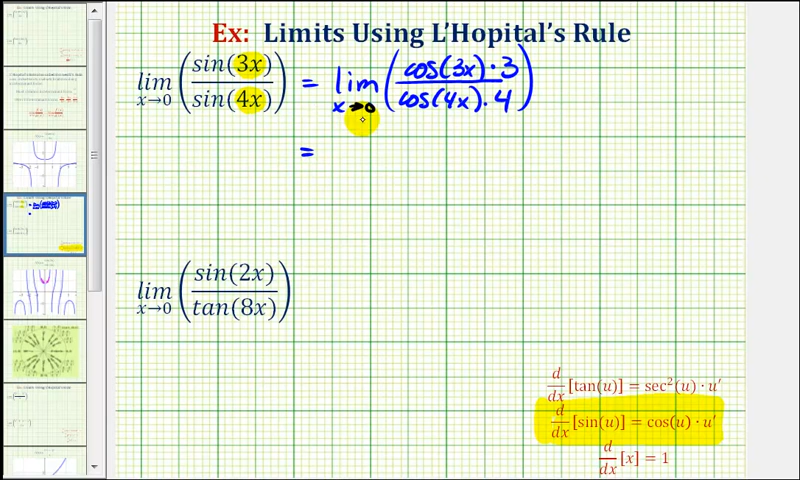 Ex: Limits Using L'Hopital's Rule
lim x→0 (sin(3x)/sin(4x)) = lim x→0 (cos(3x)·3/cos(4x)·4)
=
lim x→0 (sin(2x)/tan(8x))
d/dx [tan(u)] = sec²(u) · u′
d/dx [sin(u)] = cos(u) · u′
d/dx [x] = 1